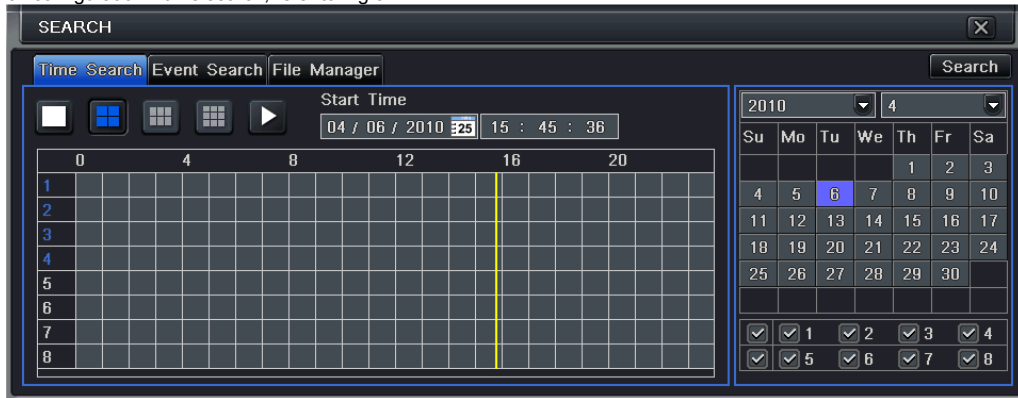 SEARCH
Time Search Event Search File Manager Search
Start Time
04 / 06 / 2010 25 15 : 45 : 36
0 4 8 12 16 20
1
2
3
4
5
6
7
8
2010 4
Su Mo Tu We Th Fr Sa
1 2 3
4 5 6 7 8 9 10
11 12 13 14 15 16 17
18 19 20 21 22 23 24
25 26 27 28 29 30
1 2 3 4
5 6 7 8